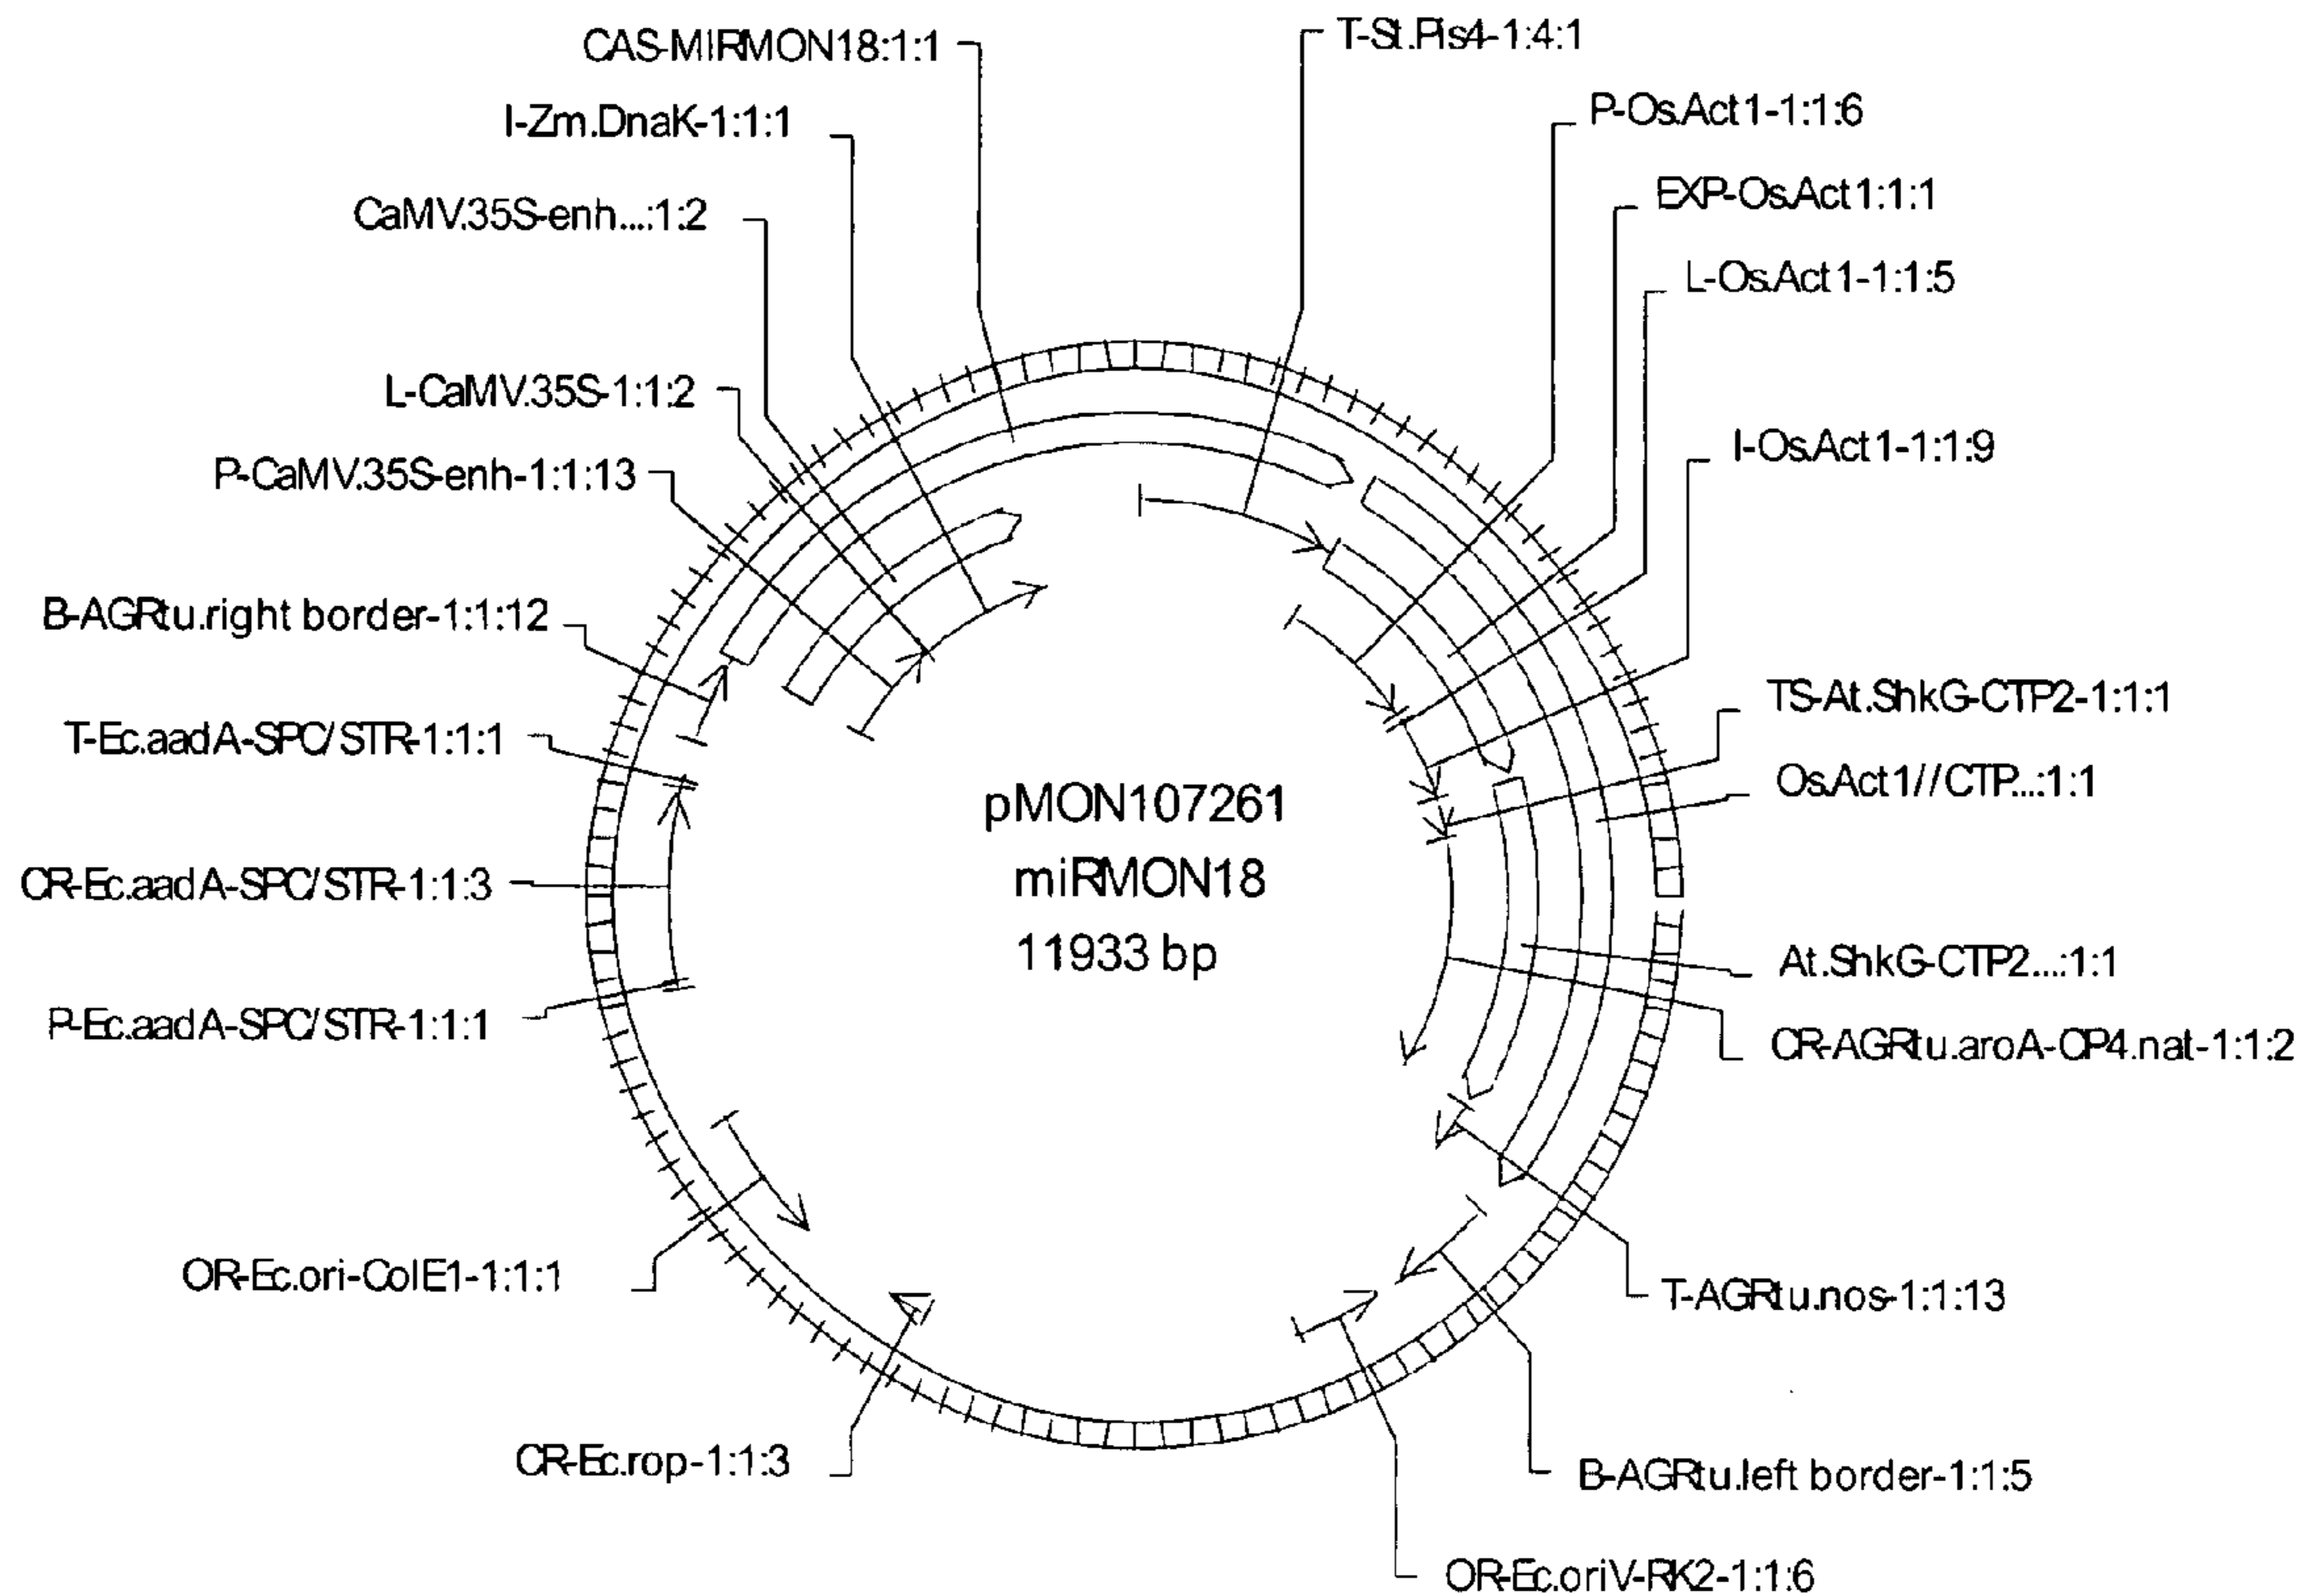 CAS-MIRMON18:1:1
T-St.Pis4-1:4:1
I-Zm.DnaK-1:1:1
P-Os.Act1-1:1:6
CaMV.35S-enh...:1:2
EXP-Os.Act1:1:1
L-Os.Act1-1:1:5
L-CaMV.35S-1:1:2
I-Os.Act1-1:1:9
P-CaMV.35S-enh-1:1:13
B-AGRtu.right border-1:1:12
TS-At.ShkG-CTP2-1:1:1
T-Ec.aadA-SPC/STR-1:1:1
Os.Act1//CTP...:1:1
pMON107261
miRMON18
11933 bp
CR-Ec.aadA-SPC/STR-1:1:3
At.ShkG-CTP2...:1:1
P-Ec.aadA-SPC/STR-1:1:1
CR-AGRtu.aroA-CP4.nat-1:1:2
OR-Ec.ori-ColE1-1:1:1
T-AGRtu.nos-1:1:13
CR-Ec.rop-1:1:3
B-AGRtu.left border-1:1:5
OR-Ec.oriV-RK2-1:1:6